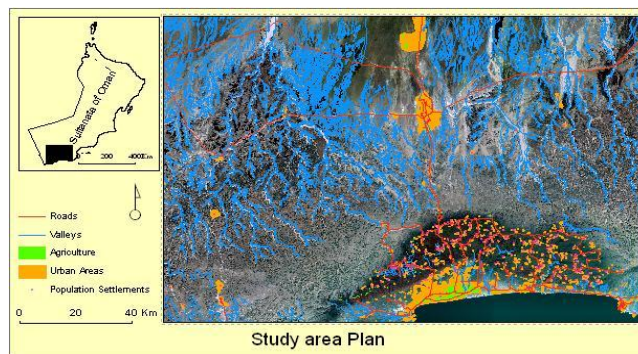 Sultanate of Oman
0 200 400Km
Roads
Valleys
Agriculture
Urban Areas
Population Settlements
0 20 40 Km
Study area Plan